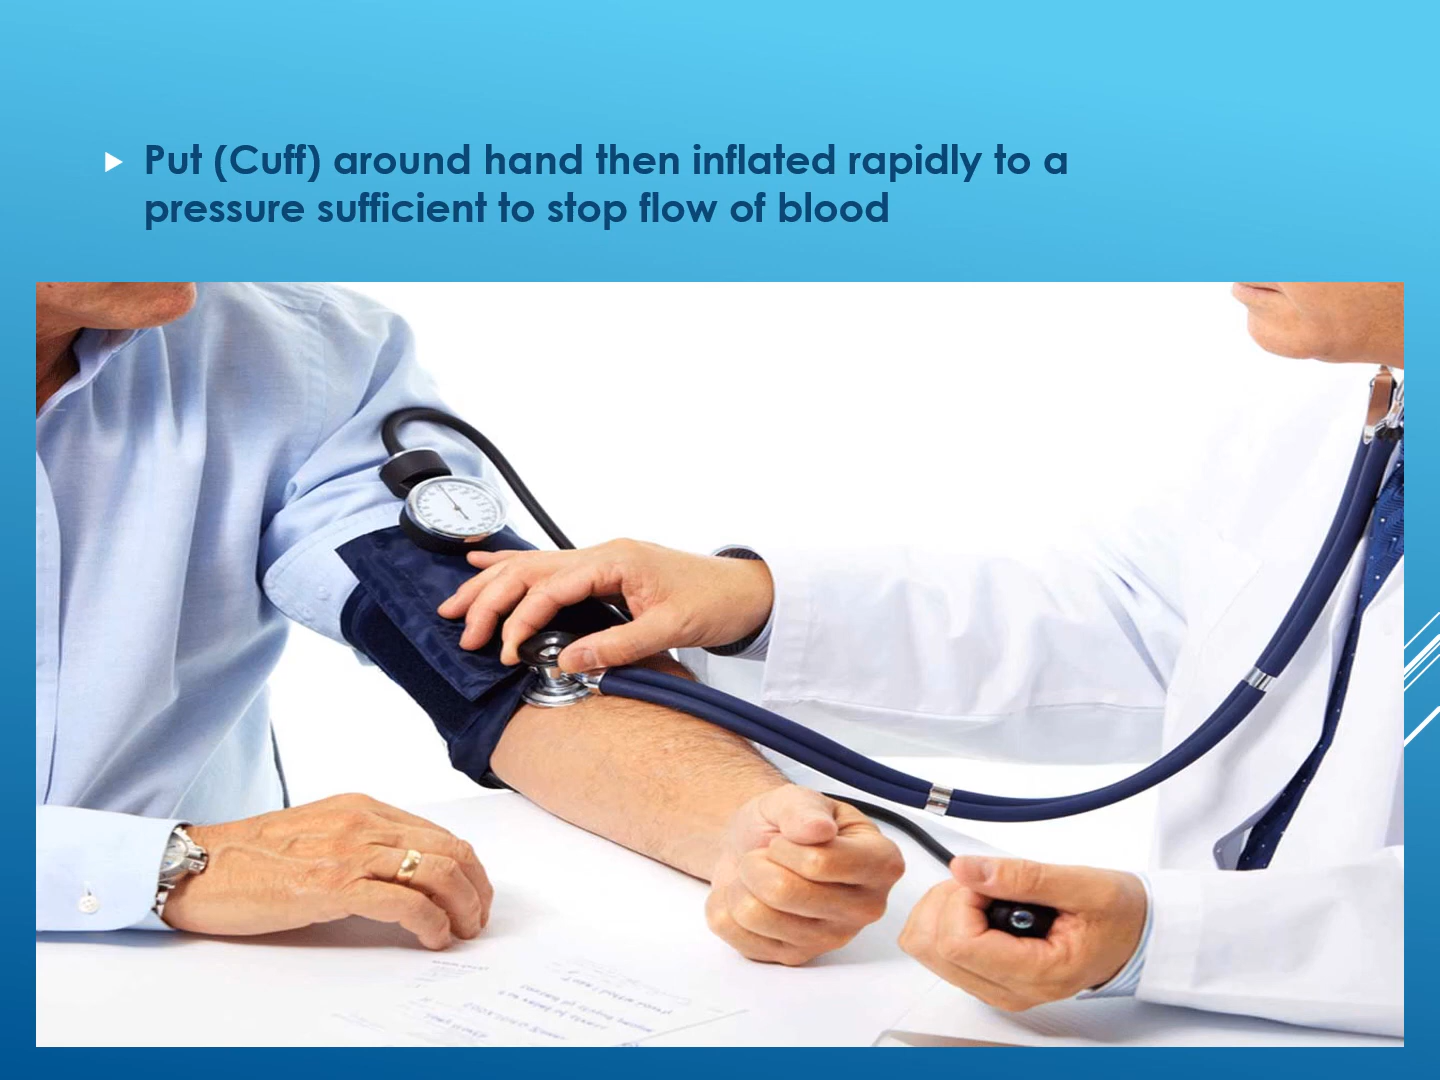 Put (Cuff) around hand then inflated rapidly to a
pressure sufficient to stop flow of blood